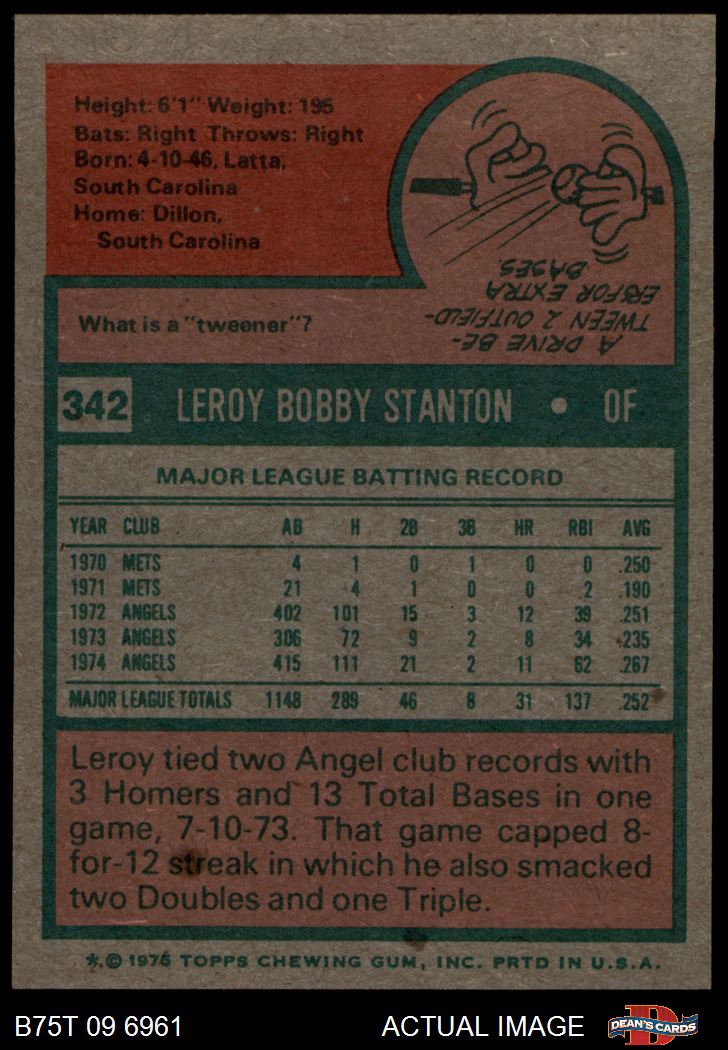 Height: 6'1" Weight: 195
Bats: Right Throws: Right
Born: 4-10-46, Latta,
South Carolina
Home: Dillon,
South Carolina
What is a "tweener"?
A DRIVE BE-
TWEEN 2 OUTFIELD-
ERS FOR EXTRA
BASES.
342 LEROY BOBBY STANTON • OF
MAJOR LEAGUE BATTING RECORD
YEAR CLUB AB H 2B 3B HR RBI AVG
1970 METS 4 1 0 1 0 0 .250
1971 METS 21 4 1 0 0 2 .190
1972 ANGELS 402 101 15 3 12 39 .251
1973 ANGELS 306 72 9 2 8 34 .235
1974 ANGELS 415 111 21 2 11 62 .267
MAJOR LEAGUE TOTALS 1148 289 46 8 31 137 .252
Leroy tied two Angel club records with
3 Homers and 13 Total Bases in one
game, 7-10-73. That game capped 8-
for-12 streak in which he also smacked
two Doubles and one Triple.
*.© 1975 TOPPS CHEWING GUM, INC. PRTD IN U.S.A.
B75T 09 6961 ACTUAL IMAGE D DEAN'S CARDS